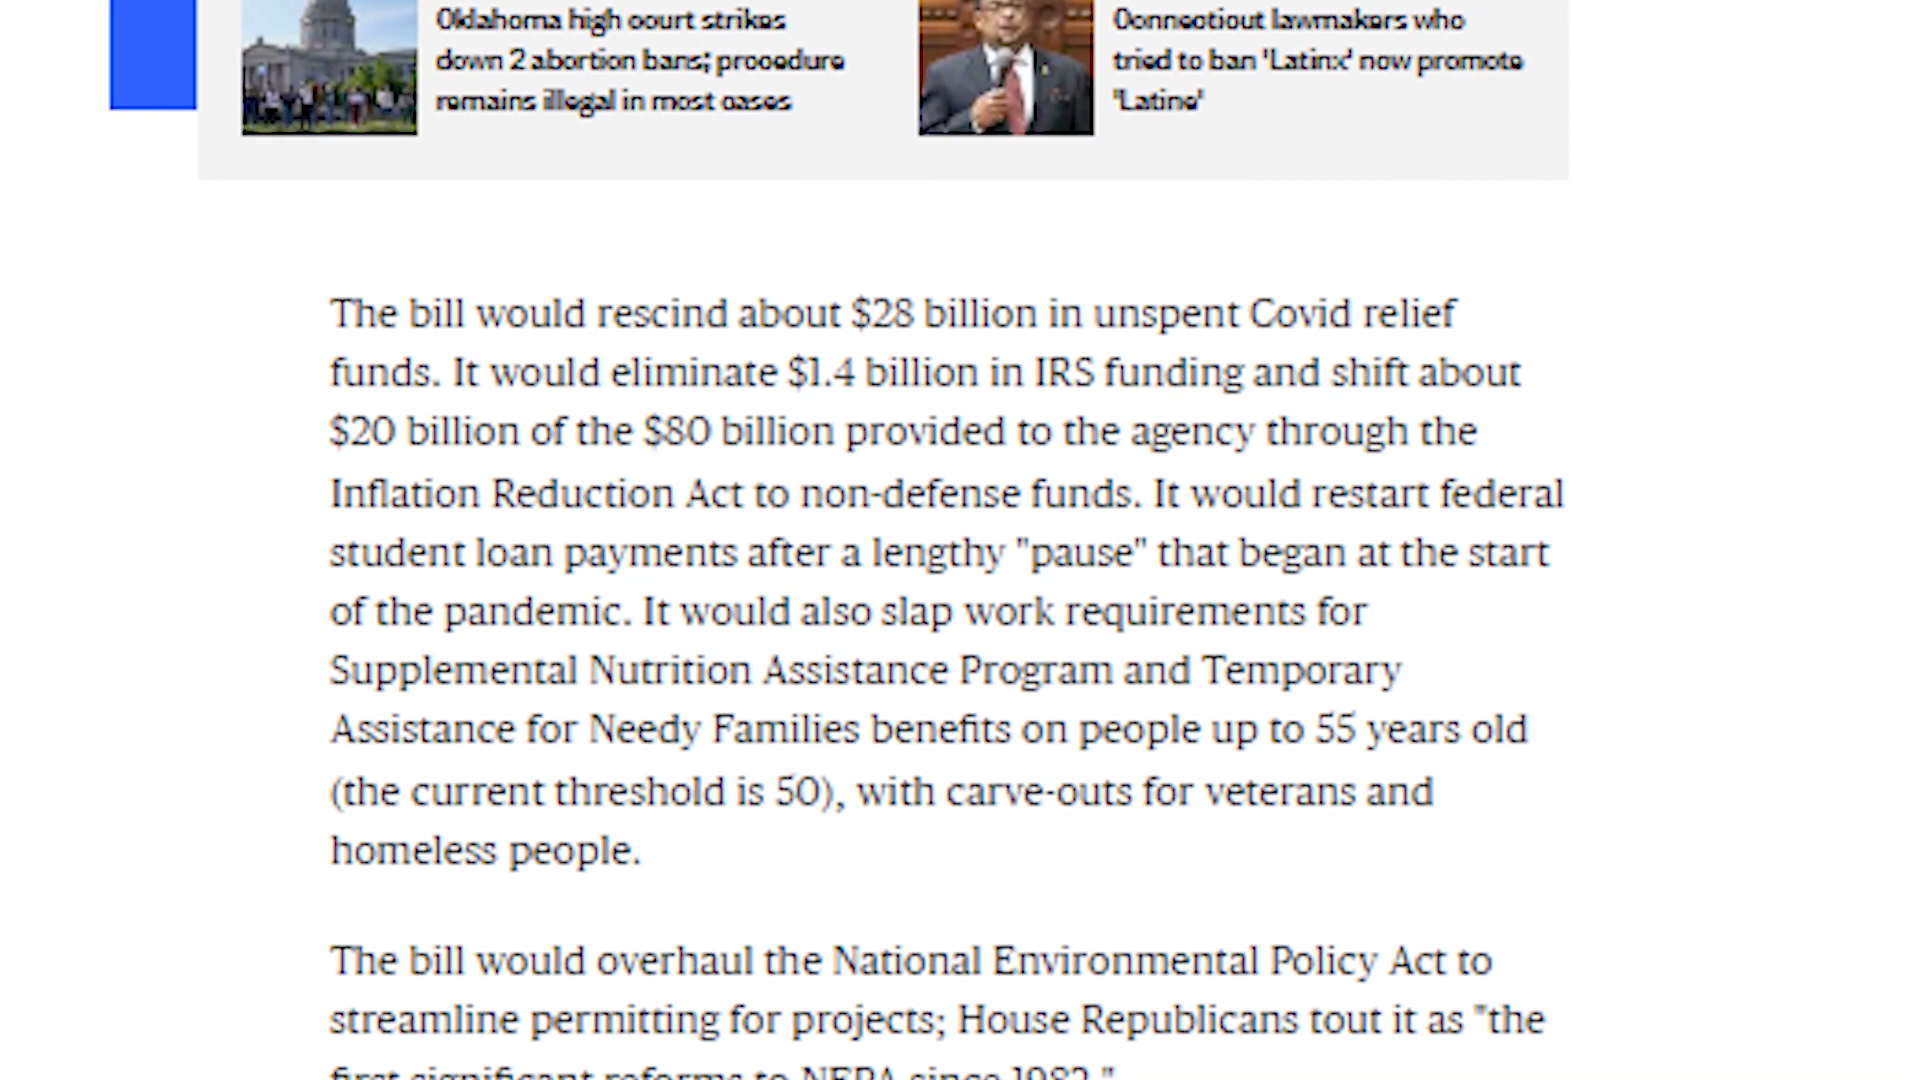 Oklahoma high court strikes
down 2 abortion bans; procedure
remains illegal in most cases
Connecticut lawmakers who
tried to ban 'Latinx' now promote
'Latine'
The bill would rescind about $28 billion in unspent Covid relief
funds. It would eliminate $1.4 billion in IRS funding and shift about
$20 billion of the $80 billion provided to the agency through the
Inflation Reduction Act to non-defense funds. It would restart federal
student loan payments after a lengthy "pause" that began at the start
of the pandemic. It would also slap work requirements for
Supplemental Nutrition Assistance Program and Temporary
Assistance for Needy Families benefits on people up to 55 years old
(the current threshold is 50), with carve-outs for veterans and
homeless people.
The bill would overhaul the National Environmental Policy Act to
streamline permitting for projects; House Republicans tout it as "the
first significant reforms to NEPA since 1982."